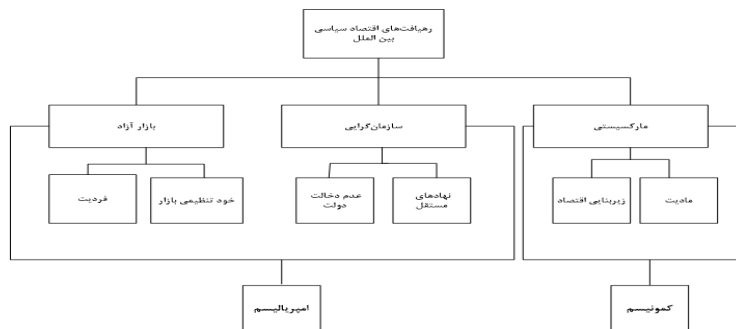 رهیافت‌های اقتصاد سیاسی
بین الملل
مارکسیستی
سازمان‌گرایی
بازار آزاد
مادیت
زیربنایی اقتصاد
نهادهای
مستقل
عدم دخالت
دولت
خود تنظیمی بازار
فردیت
کمونیسم
امپریالیسم